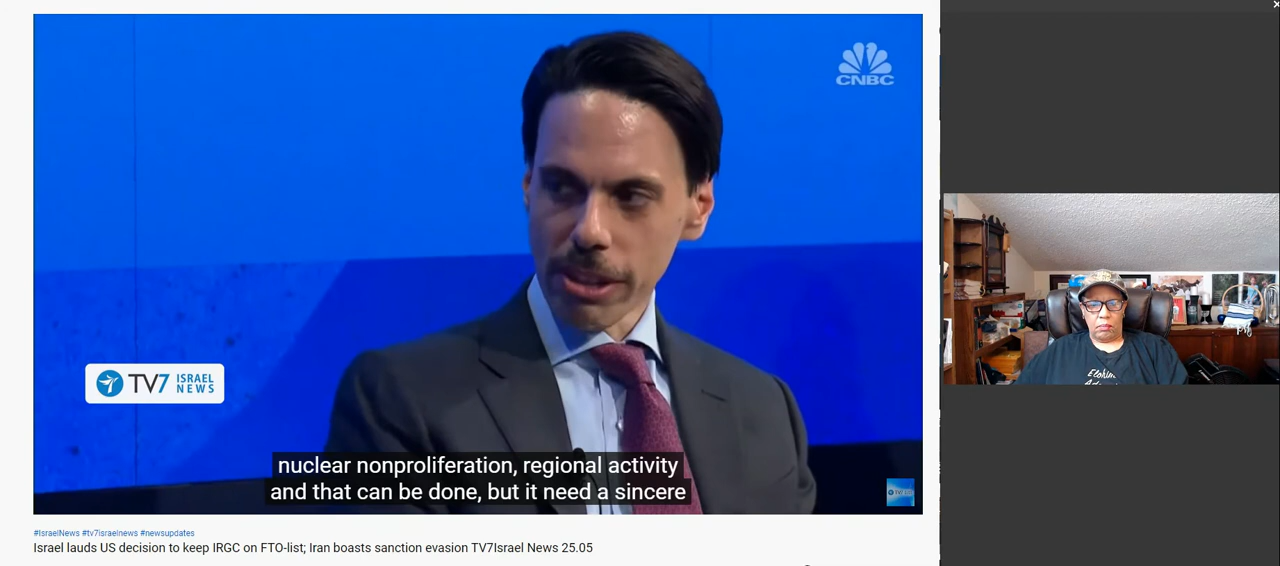 CNBC
TV7 ISRAEL
NEWS
nuclear nonproliferation, regional activity
and that can be done, but it need a sincere
#IsraelNews #tv7israelnews #newsupdates
Israel lauds US decision to keep IRGC on FTO-list; Iran boasts sanction evasion TV7Israel News 25.05